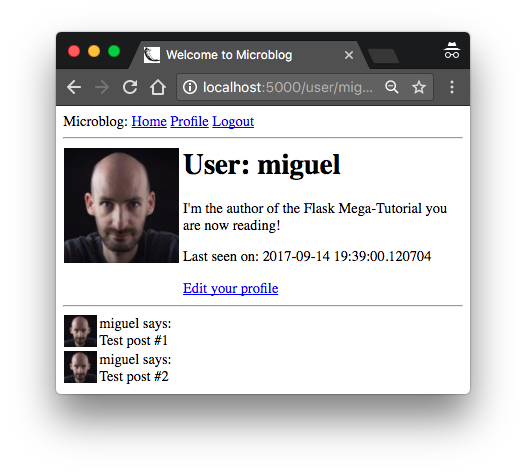 Welcome to Microblog
localhost:5000/user/mig...
Microblog: Home Profile Logout
User: miguel
I'm the author of the Flask Mega-Tutorial you
are now reading!
Last seen on: 2017-09-14 19:39:00.120704
Edit your profile
miguel says:
Test post #1
miguel says:
Test post #2